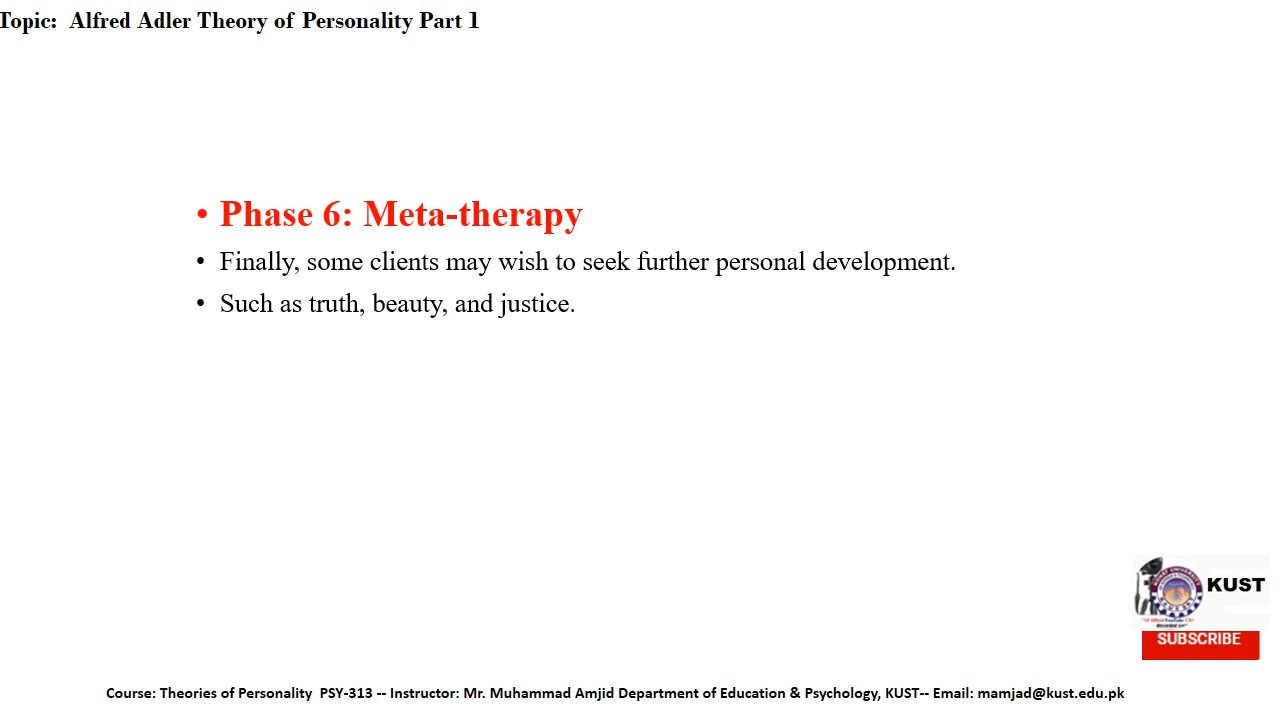 Topic: Alfred Adler Theory of Personality Part 1
• Phase 6: Meta-therapy
• Finally, some clients may wish to seek further personal development.
• Such as truth, beauty, and justice.
KUST
SUBSCRIBE
Course: Theories of Personality PSY-313 -- Instructor: Mr. Muhammad Amjid Department of Education & Psychology, KUST-- Email: mamjad@kust.edu.pk